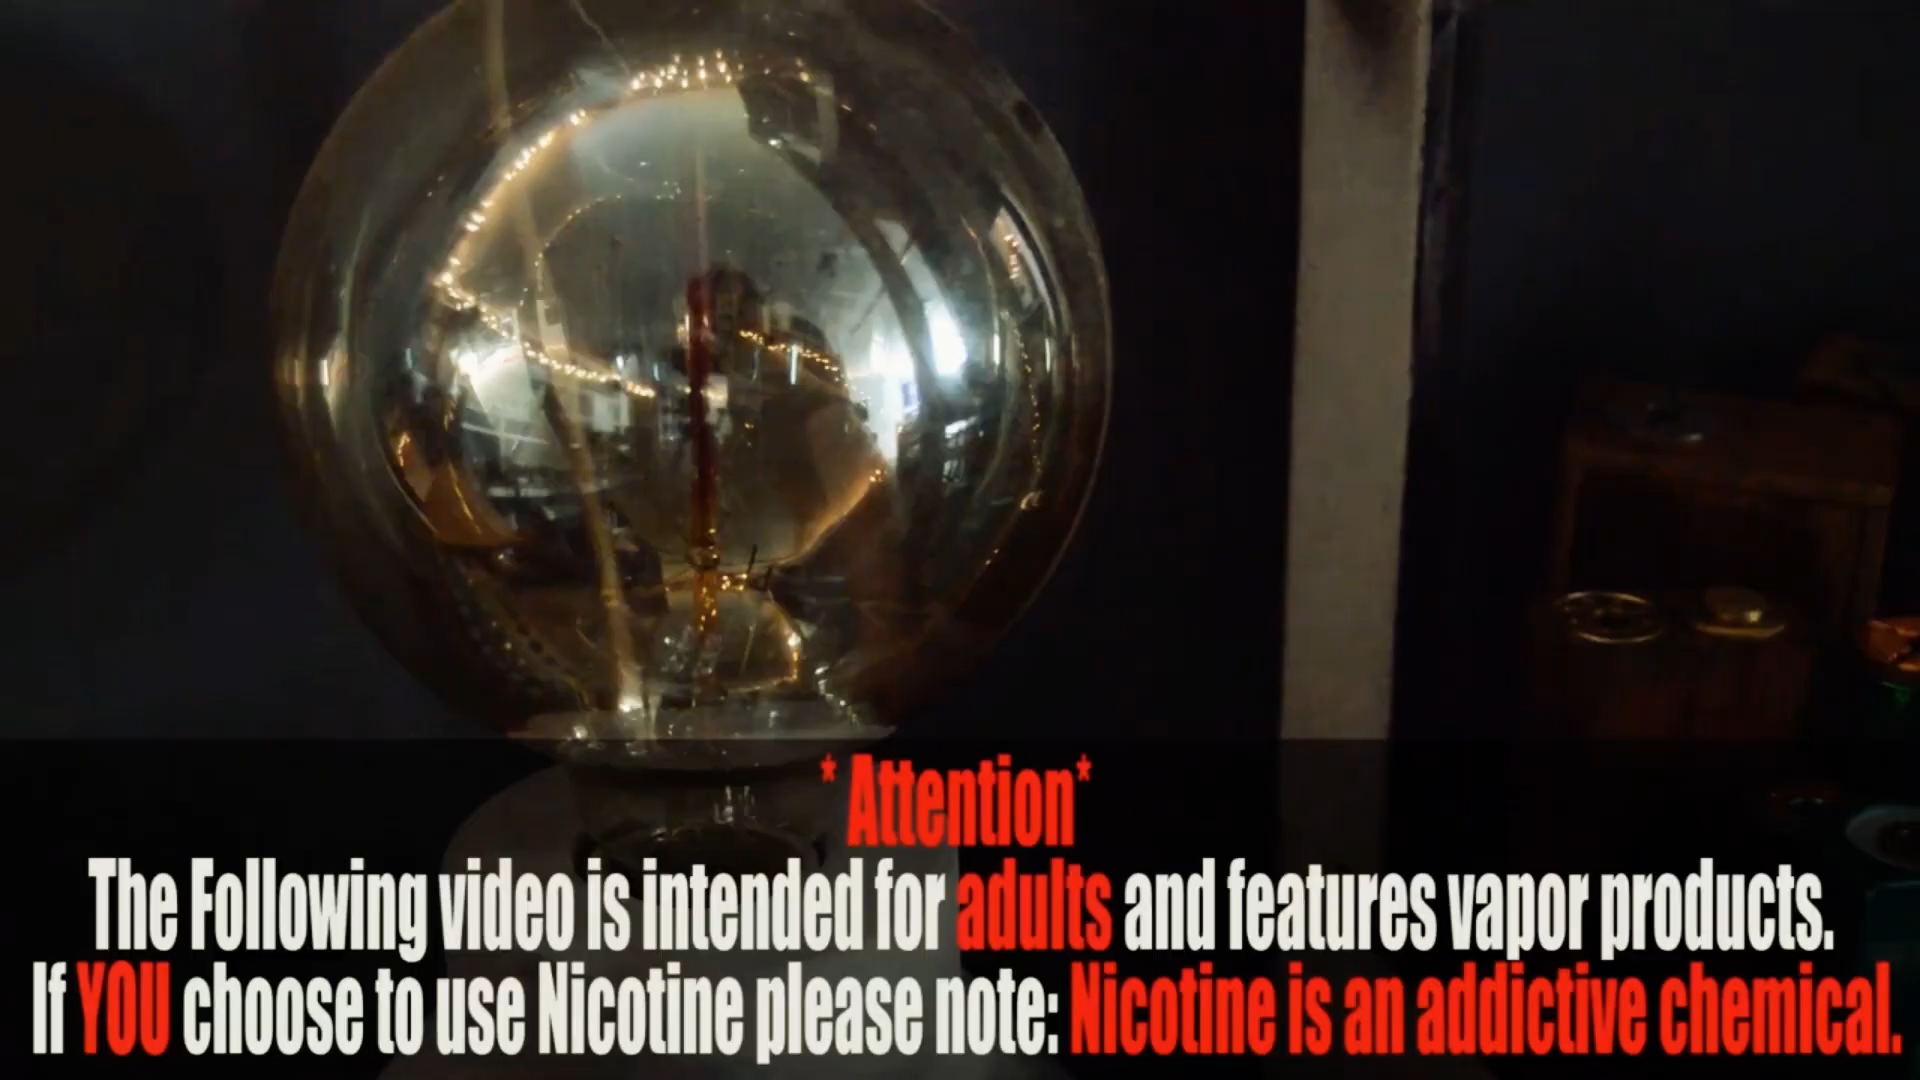 *Attention*
The Following video is intended for adults and features vapor products.
If YOU choose to use Nicotine please note: Nicotine is an addictive chemical.